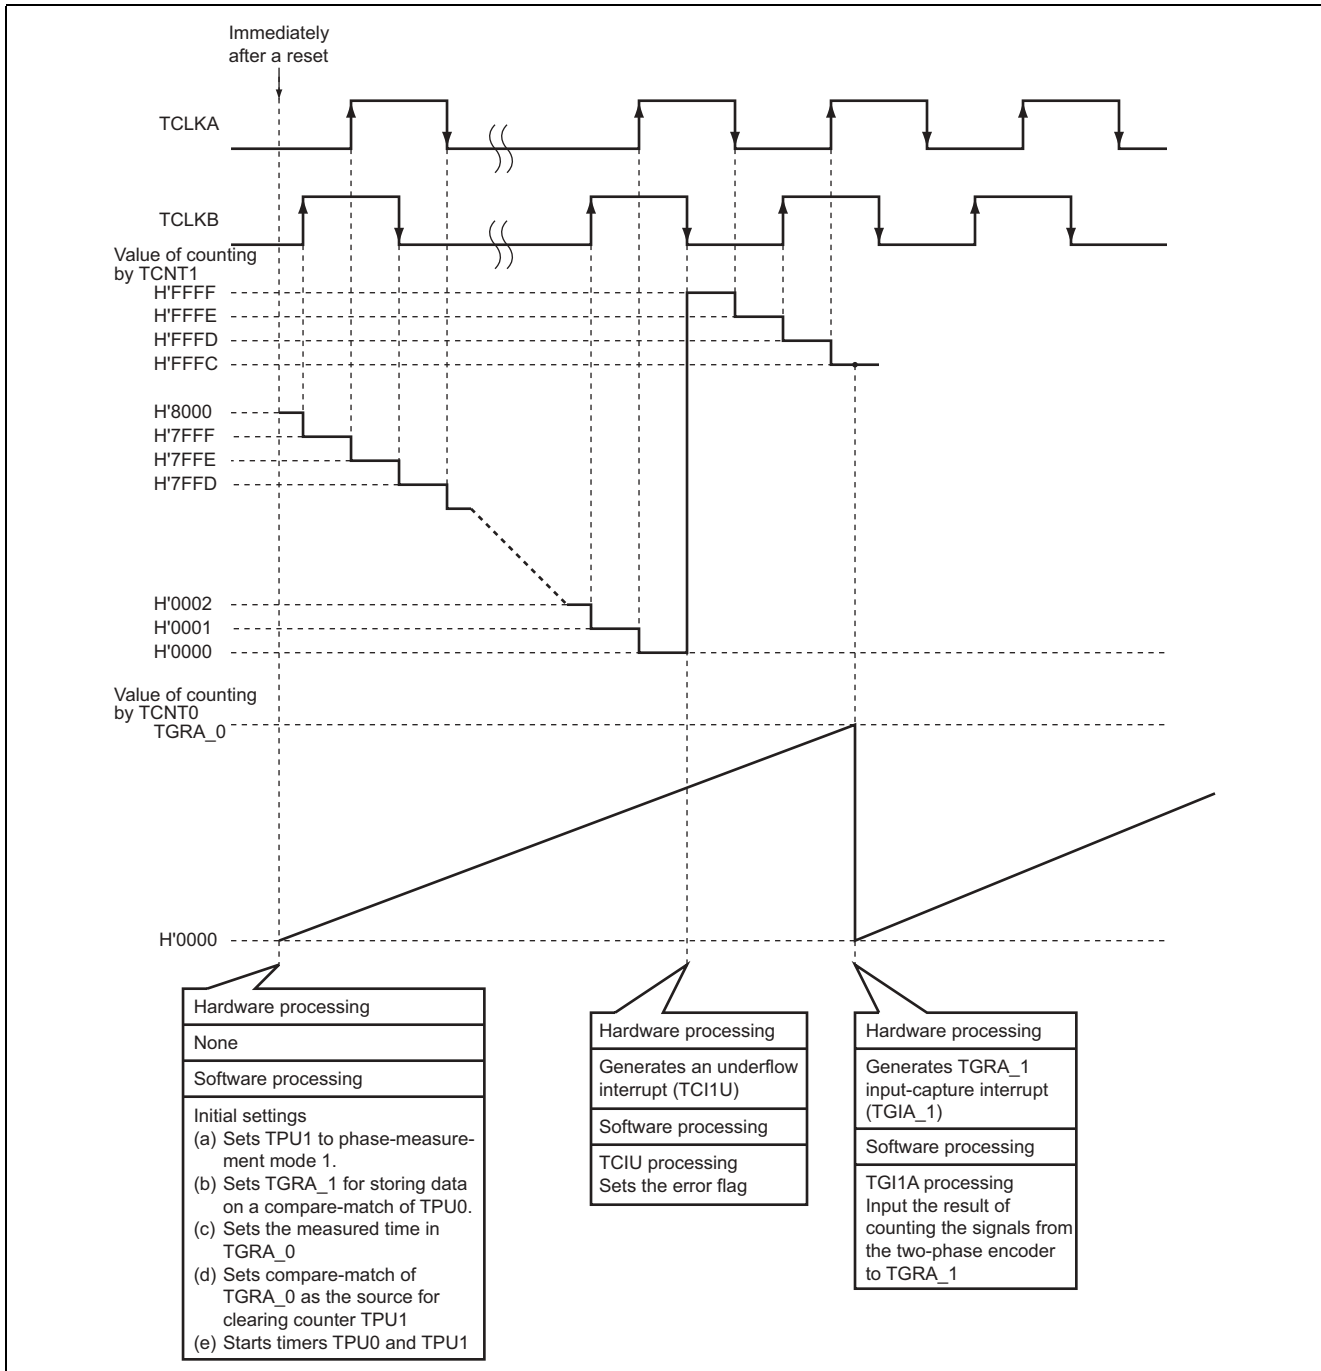 Immediately
after a reset
TCLKA
TCLKB
Value of counting
by TCNT1
H'FFFF
H'FFFE
H'FFFD
H'FFFC
H'8000
H'7FFF
H'7FFE
H'7FFD
H'0002
H'0001
H'0000
Value of counting
by TCNT0
TGRA_0
H'0000
Hardware processing
None
Software processing
Initial settings
(a) Sets TPU1 to phase-measure-
ment mode 1.
(b) Sets TGRA_1 for storing data
on a compare-match of TPU0.
(c) Sets the measured time in
TGRA_0
(d) Sets compare-match of
TGRA_0 as the source for
clearing counter TPU1
(e) Starts timers TPU0 and TPU1
Hardware processing
Generates an underflow
interrupt (TCI1U)
Software processing
TCIU processing
Sets the error flag
Hardware processing
Generates TGRA_1
input-capture interrupt
(TGIA_1)
Software processing
TGI1A processing
Input the result of
counting the signals from
the two-phase encoder
to TGRA_1